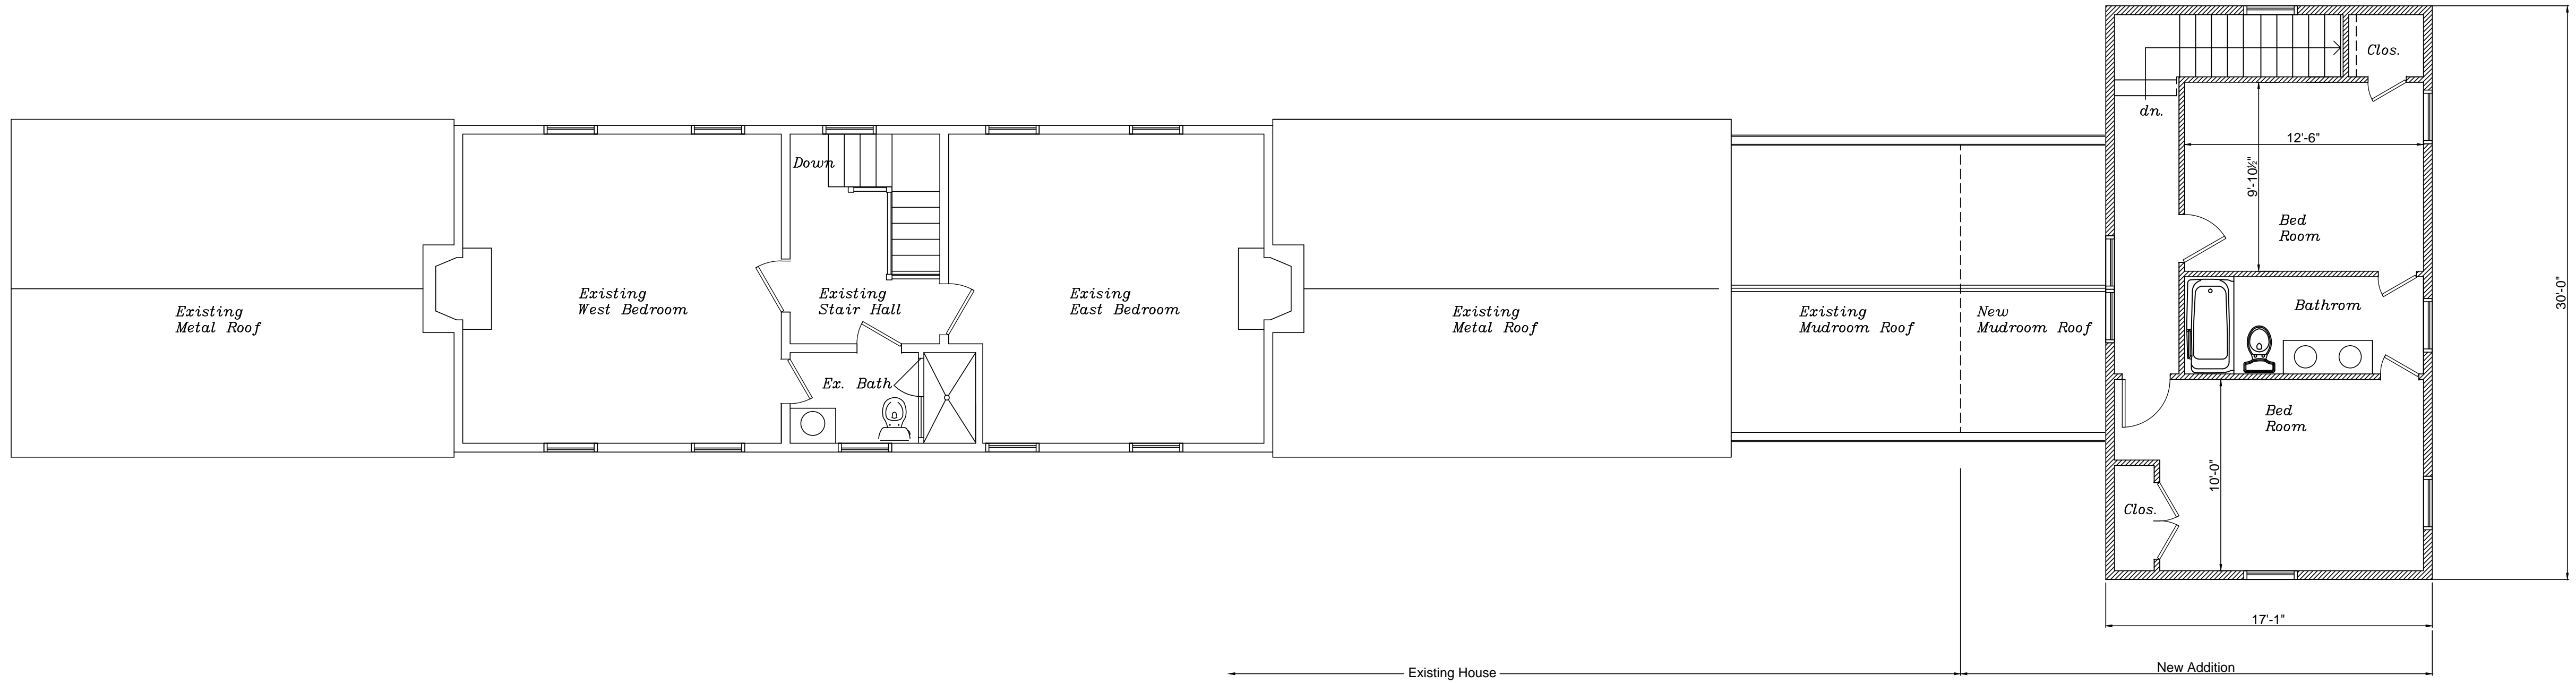 Clos.
dn.
12'-6"
9'-10½"
Bed
Room
Down
Existing
Metal Roof
Existing
West Bedroom
Existing
Stair Hall
Exising
East Bedroom
Existing
Metal Roof
Existing
Mudroom Roof
New
Mudroom Roof
Bathrom
30'-0"
Ex. Bath
Bed
Room
10'-0"
Clos.
17'-1"
Existing House
New Addition